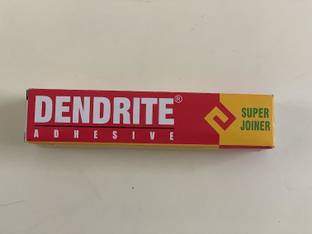 DENDRITE®
ADHESIVE
SUPER
JOINER